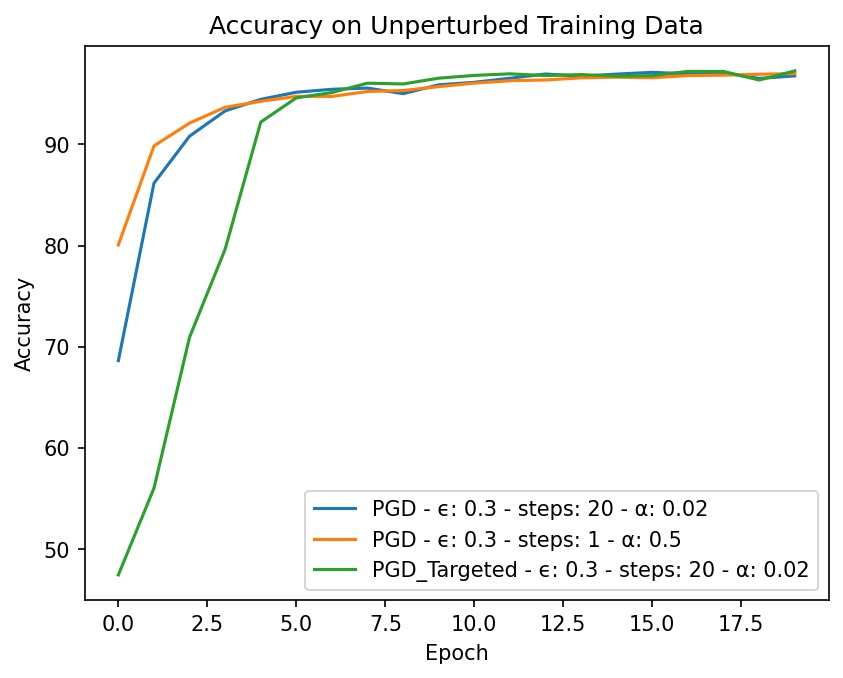 Accuracy on Unperturbed Training Data
Accuracy
90
80
70
60
50
PGD - ϵ: 0.3 - steps: 20 - α: 0.02
PGD - ϵ: 0.3 - steps: 1 - α: 0.5
PGD_Targeted - ϵ: 0.3 - steps: 20 - α: 0.02
0.0 2.5 5.0 7.5 10.0 12.5 15.0 17.5
Epoch